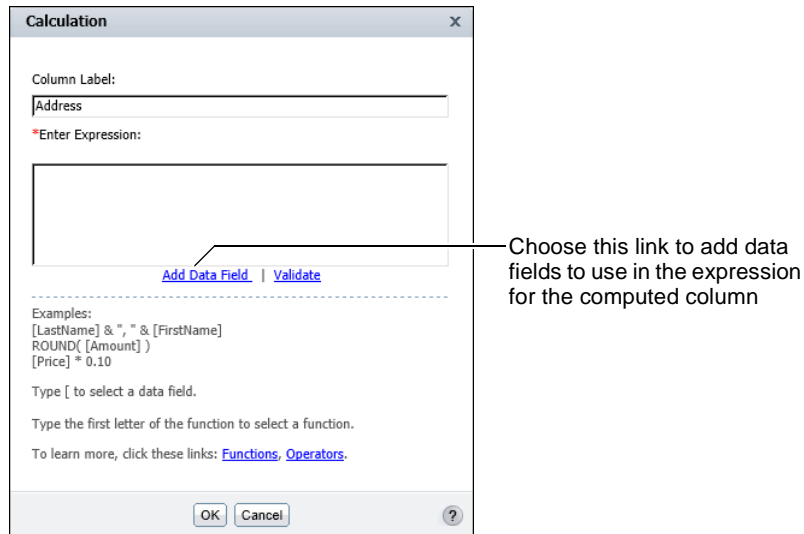 Calculation x
Column Label:
Address
*Enter Expression:
Add Data Field | Validate
Choose this link to add data
fields to use in the expression
for the computed column
Examples:
[LastName] & ", " & [FirstName]
ROUND( [Amount] )
[Price] * 0.10
Type [ to select a data field.
Type the first letter of the function to select a function.
To learn more, click these links: Functions, Operators.
OK Cancel ?